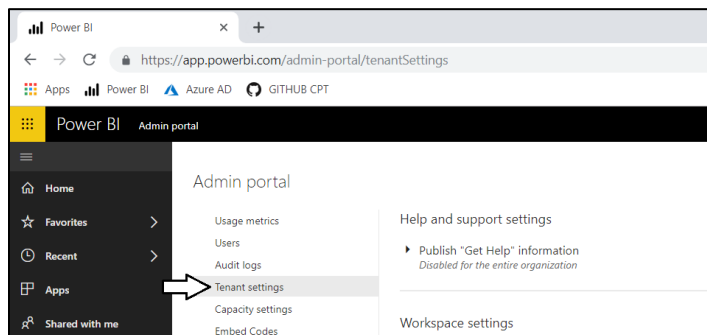 Power BI
https://app.powerbi.com/admin-portal/tenantSettings
Apps Power BI Azure AD GITHUB CPT
Power BI Admin portal
Home
Favorites
Recent
Apps
Shared with me
Admin portal
Usage metrics
Users
Audit logs
Tenant settings
Capacity settings
Embed Codes
Help and support settings
Publish "Get Help" information
Disabled for the entire organization
Workspace settings